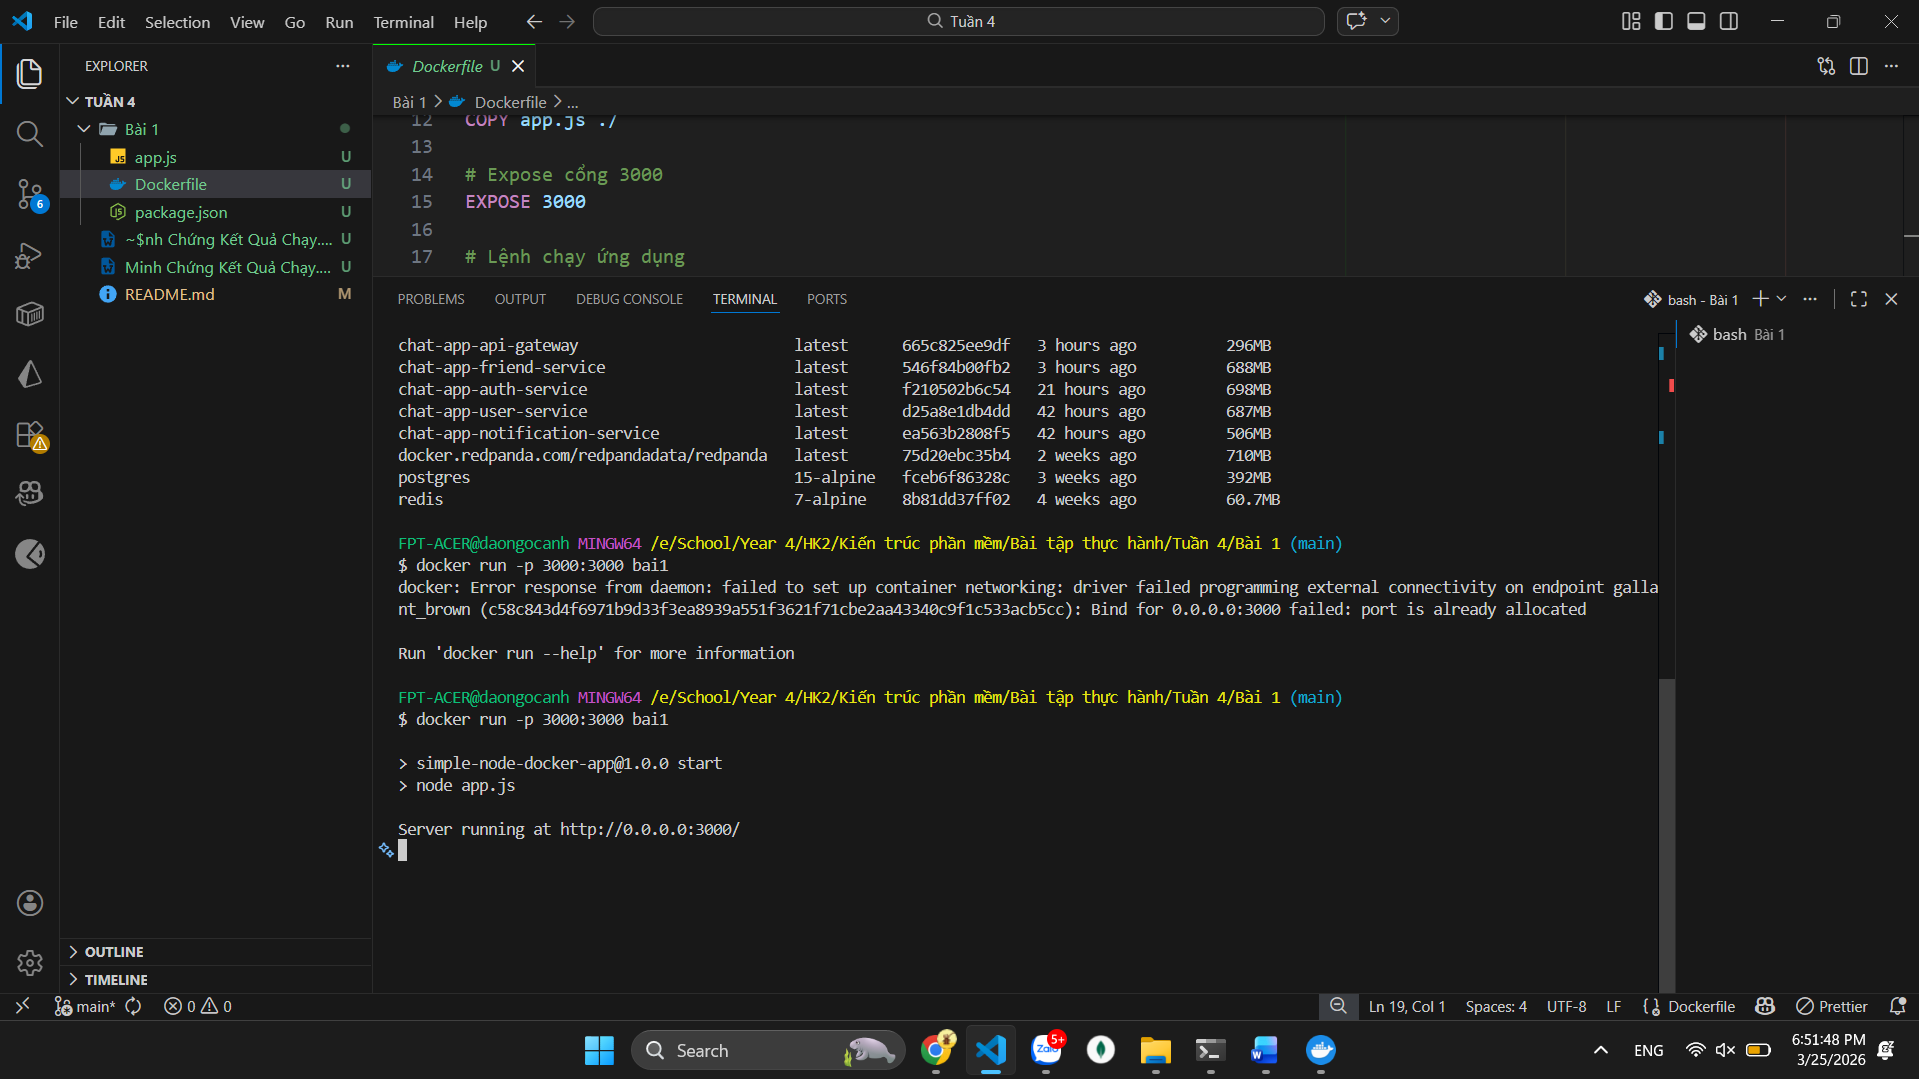 File Edit Selection View Go Run Terminal Help
Tuần 4
EXPLORER
TUẦN 4
Bài 1
app.js U
Dockerfile U
package.json U
~$nh Chứng Kết Quả Chạy.... U
Minh Chứng Kết Quả Chạy.... U
README.md M
OUTLINE
TIMELINE
6
Dockerfile U
Bài 1 > Dockerfile > ...
12 COPY app.js ./
13
14 # Expose cổng 3000
15 EXPOSE 3000
16
17 # Lệnh chạy ứng dụng
PROBLEMS OUTPUT DEBUG CONSOLE TERMINAL PORTS
bash - Bài 1
bash Bài 1
chat-app-api-gateway latest 665c825ee9df 3 hours ago 296MB
chat-app-friend-service latest 546f84b00fb2 3 hours ago 688MB
chat-app-auth-service latest f210502b6c54 21 hours ago 698MB
chat-app-user-service latest d25a8e1db4dd 42 hours ago 687MB
chat-app-notification-service latest ea563b2808f5 42 hours ago 506MB
docker.redpanda.com/redpandadata/redpanda latest 75d20ebc35b4 2 weeks ago 710MB
postgres 15-alpine fceb6f86328c 3 weeks ago 392MB
redis 7-alpine 8b81dd37ff02 4 weeks ago 60.7MB
FPT-ACER@daongocanh MINGW64 /e/School/Year 4/HK2/Kiến trúc phần mềm/Bài tập thực hành/Tuần 4/Bài 1 (main)
$ docker run -p 3000:3000 bai1
docker: Error response from daemon: failed to set up container networking: driver failed programming external connectivity on endpoint galla
nt_brown (c58c843d4f6971b9d33f3ea8939a551f3621f71cbe2aa43340c9f1c533acb5cc): Bind for 0.0.0.0:3000 failed: port is already allocated
Run 'docker run --help' for more information
FPT-ACER@daongocanh MINGW64 /e/School/Year 4/HK2/Kiến trúc phần mềm/Bài tập thực hành/Tuần 4/Bài 1 (main)
$ docker run -p 3000:3000 bai1
> simple-node-docker-app@1.0.0 start
> node app.js
Server running at http://0.0.0.0:3000/
main* 0 0
Ln 19, Col 1 Spaces: 4 UTF-8 LF Dockerfile Prettier
Search
Zalo 5+
ENG
6:51:48 PM
3/25/2026